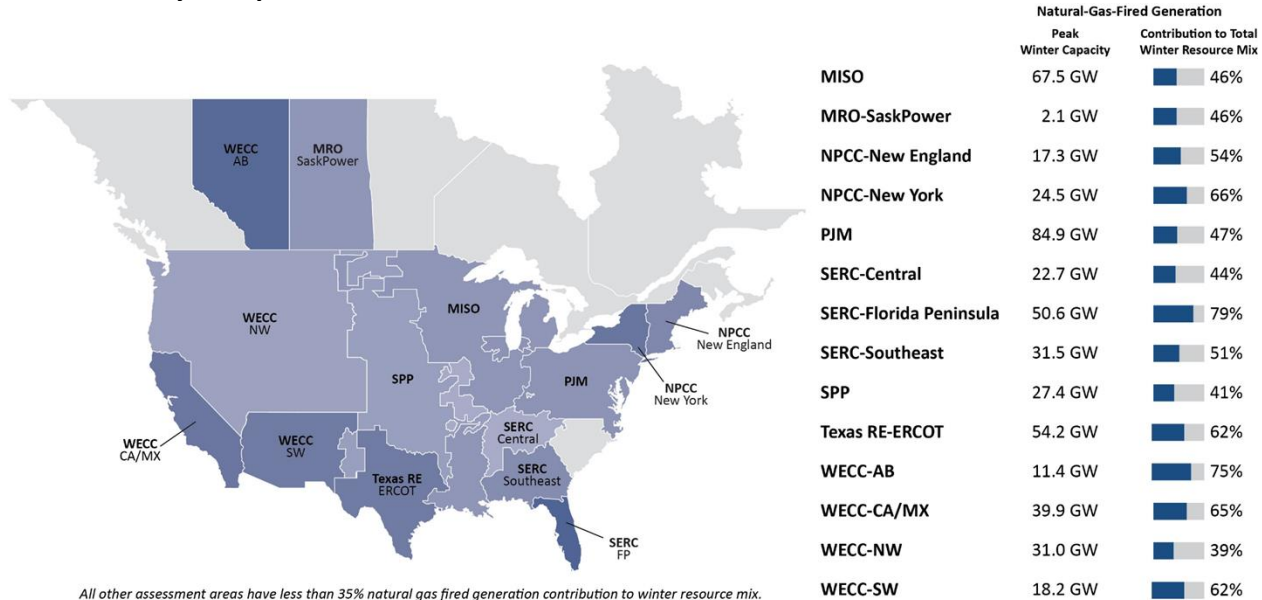 Natural-Gas-Fired Generation
Peak Winter Capacity
Contribution to Total Winter Resource Mix
MISO 67.5 GW 46%
MRO-SaskPower 2.1 GW 46%
NPCC-New England 17.3 GW 54%
NPCC-New York 24.5 GW 66%
PJM 84.9 GW 47%
SERC-Central 22.7 GW 44%
SERC-Florida Peninsula 50.6 GW 79%
SERC-Southeast 31.5 GW 51%
SPP 27.4 GW 41%
Texas RE-ERCOT 54.2 GW 62%
WECC-AB 11.4 GW 75%
WECC-CA/MX 39.9 GW 65%
WECC-NW 31.0 GW 39%
WECC-SW 18.2 GW 62%
WECC
AB
MRO
SaskPower
WECC
NW
MISO
NPCC
New England
SPP
PJM
NPCC
New York
WECC
CA/MX
WECC
SW
SERC
Central
Texas RE
ERCOT
SERC
Southeast
SERC
FP
All other assessment areas have less than 35% natural gas fired generation contribution to winter resource mix.